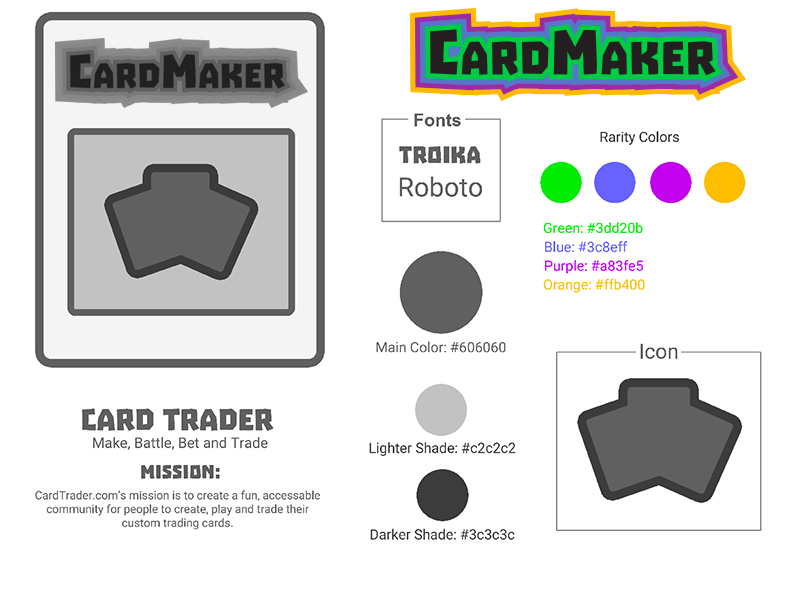 CARDMAKER
CARD TRADER
Make, Battle, Bet and Trade
MISSION:
CardTrader.com's mission is to create a fun, accessable
community for people to create, play and trade their
custom trading cards.
CARDMAKER
Fonts
TROIKA
Roboto
Main Color: #606060
Lighter Shade: #c2c2c2
Darker Shade: #3c3c3c
Rarity Colors
Green: #3dd20b
Blue: #3c8eff
Purple: #a83fe5
Orange: #ffb400
Icon